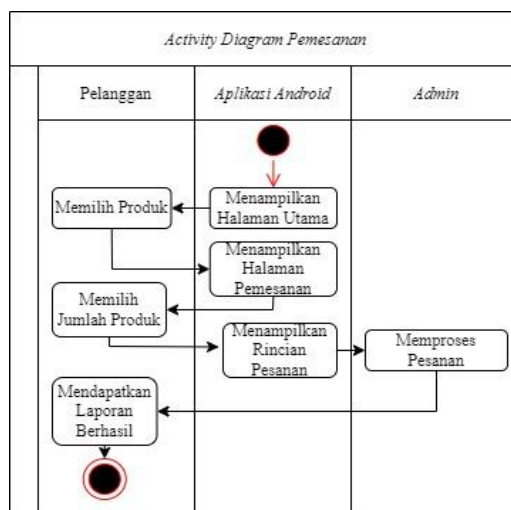 Activity Diagram Pemesanan
Pelanggan
Aplikasi Android
Admin
Menampilkan
Halaman Utama
Memilih Produk
Menampilkan
Halaman
Pemesanan
Memilih
Jumlah Produk
Menampilkan
Rincian
Pesanan
Memproses
Pesanan
Mendapatkan
Laporan
Berhasil